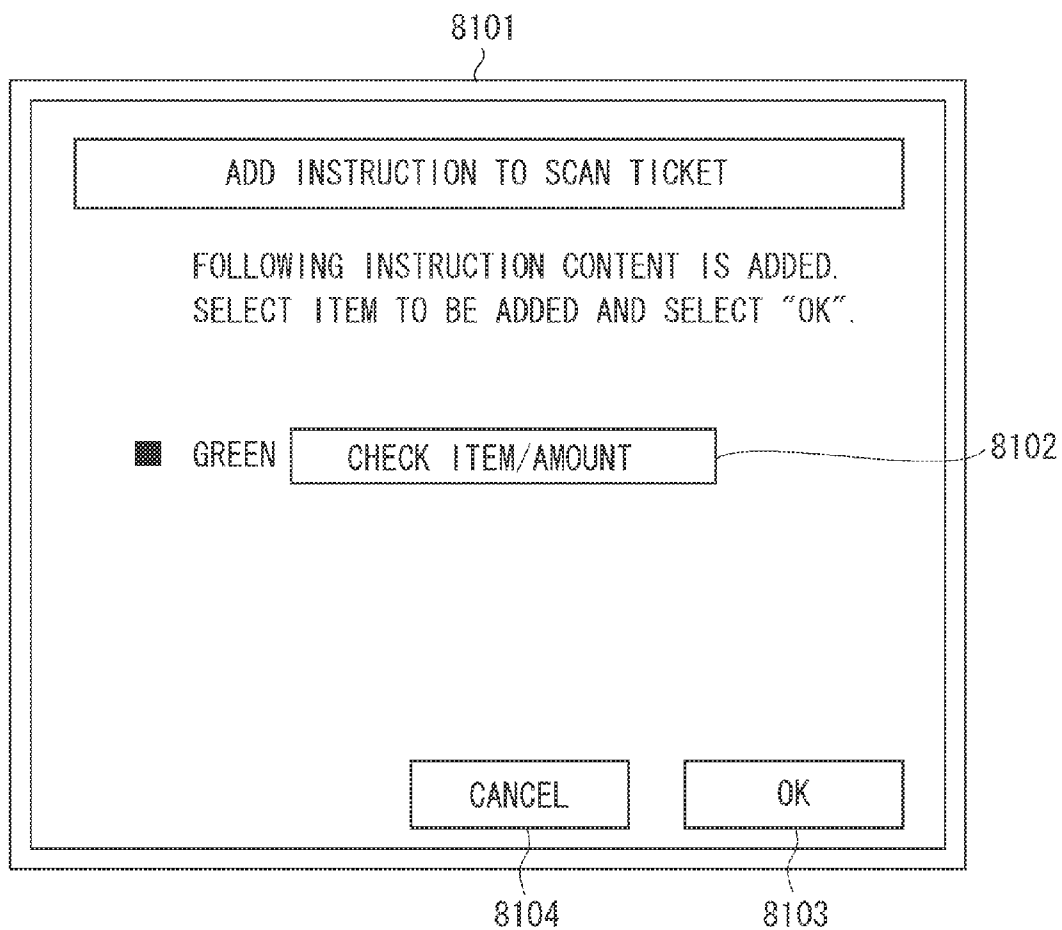 8101
ADD INSTRUCTION TO SCAN TICKET
FOLLOWING INSTRUCTION CONTENT IS ADDED.
SELECT ITEM TO BE ADDED AND SELECT "OK".
GREEN CHECK ITEM/AMOUNT 8102
CANCEL OK
8104 8103